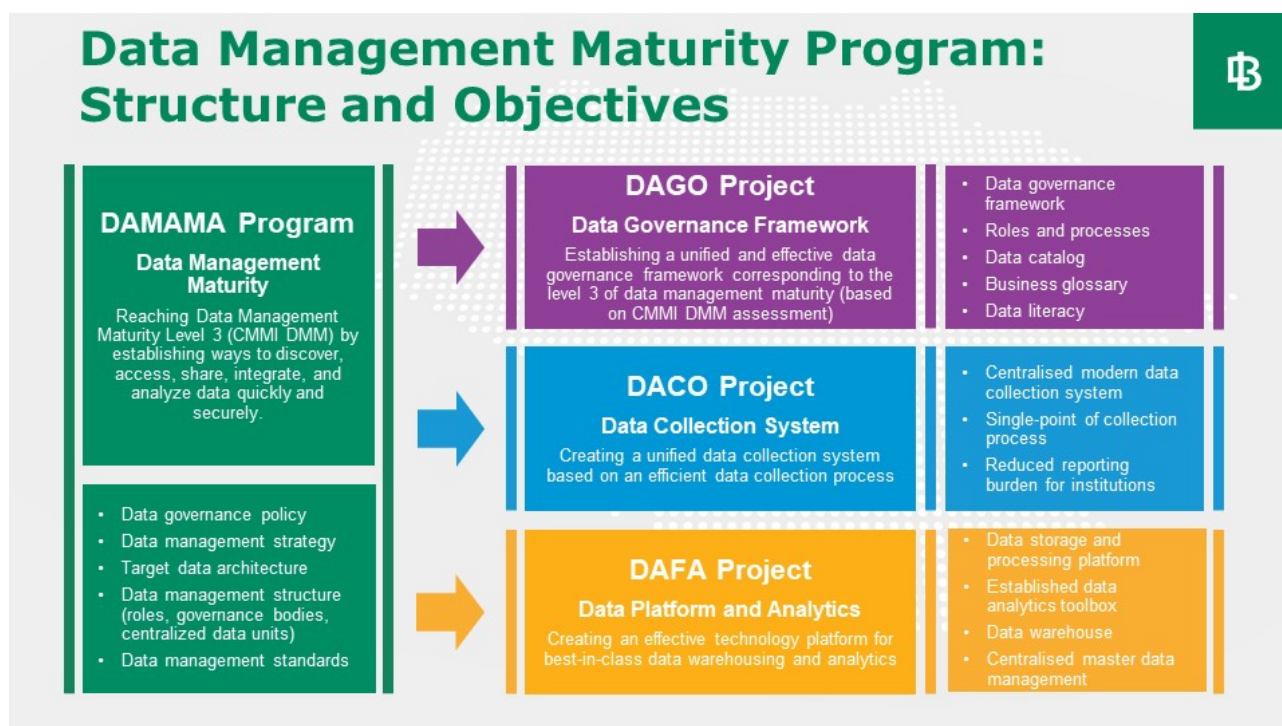 Data Management Maturity Program:
Structure and Objectives
DAMAMA Program
Data Management
Maturity
Reaching Data Management
Maturity Level 3 (CMMI DMM) by
establishing ways to discover,
access, share, integrate, and
analyze data quickly and
securely.
• Data governance policy
• Data management strategy
• Target data architecture
• Data management structure
(roles, governance bodies,
centralized data units)
• Data management standards
DAGO Project
Data Governance Framework
Establishing a unified and effective data
governance framework corresponding to the
level 3 of data management maturity (based
on CMMI DMM assessment)
• Data governance
framework
• Roles and processes
• Data catalog
• Business glossary
• Data literacy
DACO Project
Data Collection System
Creating a unified data collection system
based on an efficient data collection process
• Centralised modern data
collection system
• Single-point of collection
process
• Reduced reporting
burden for institutions
DAFA Project
Data Platform and Analytics
Creating an effective technology platform for
best-in-class data warehousing and analytics
• Data storage and
processing platform
• Established data
analytics toolbox
• Data warehouse
• Centralised master data
management